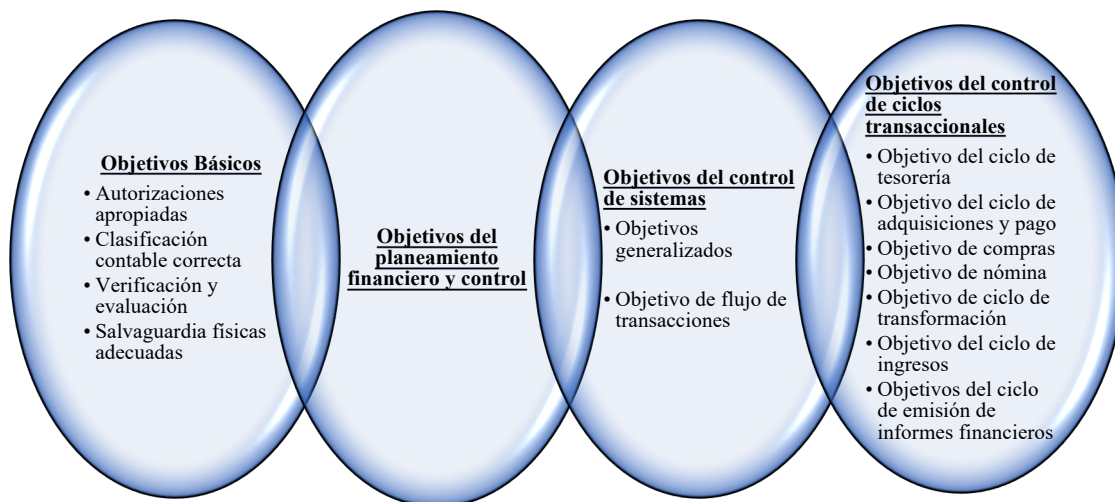 Objetivos Básicos
• Autorizaciones
apropiadas
• Clasificación
contable correcta
• Verificación y
evaluación
• Salvaguardia físicas
adecuadas
Objetivos del
planeamiento
financiero y control
Objetivos del control
de sistemas
• Objetivos
generalizados
• Objetivo de flujo de
transacciones
Objetivos del control
de ciclos
transaccionales
• Objetivo del ciclo de
tesorería
• Objetivo del ciclo de
adquisiciones y pago
• Objetivo de compras
• Objetivo de nómina
• Objetivo de ciclo de
transformación
• Objetivo del ciclo de
ingresos
• Objetivos del ciclo
de emisión de
informes financieros